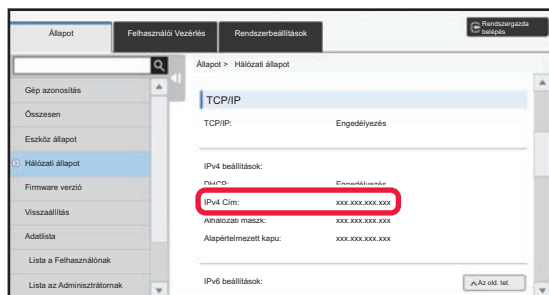 Állapot
Felhasználói Vezérlés
Rendszerbeállítások
Rendszergazda
belépés
Állapot > Hálózati állapot
Gép azonosítás
Összesen
Eszköz állapot
Hálózati állapot
Firmware verzió
Visszaállítás
Adatlista
Lista a Felhasználónak
Lista az Adminisztrátornak
TCP/IP
TCP/IP: Engedélyezés
IPv4 beállítások:
DHCP: Engedélyezés
IPv4 Cím: xxx.xxx.xxx.xxx
Alhálózati maszk: xxx.xxx.xxx.xxx
Alapértelmezett kapu: xxx.xxx.xxx.xxx
IPv6 beállítások:
Az old. tet.